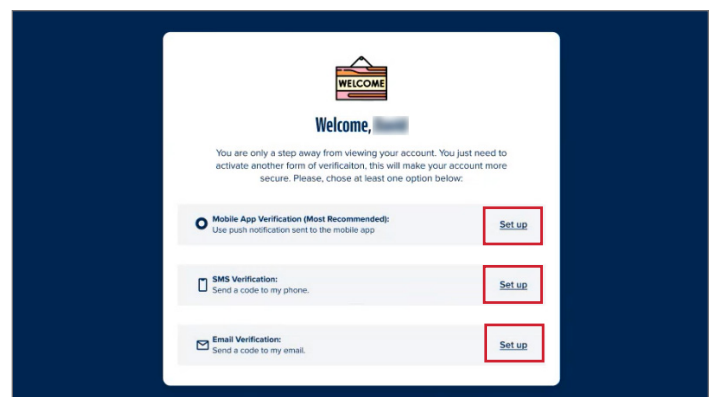 WELCOME
Welcome,
You are only a step away from viewing your account. You just need to
activate another form of verificaiton, this will make your account more
secure. Please, chose at least one option below:
Mobile App Verification (Most Recommended):
Use push notification sent to the mobile app
Set up
SMS Verification:
Send a code to my phone.
Set up
Email Verification:
Send a code to my email.
Set up